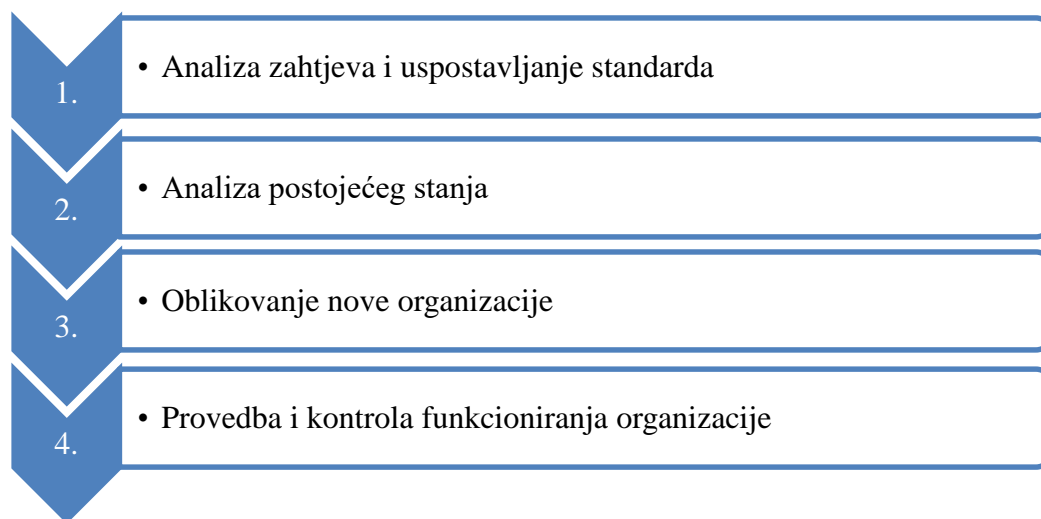 1.
• Analiza zahtjeva i uspostavljanje standarda
2.
• Analiza postojećeg stanja
3.
• Oblikovanje nove organizacije
4.
• Provedba i kontrola funkcioniranja organizacije